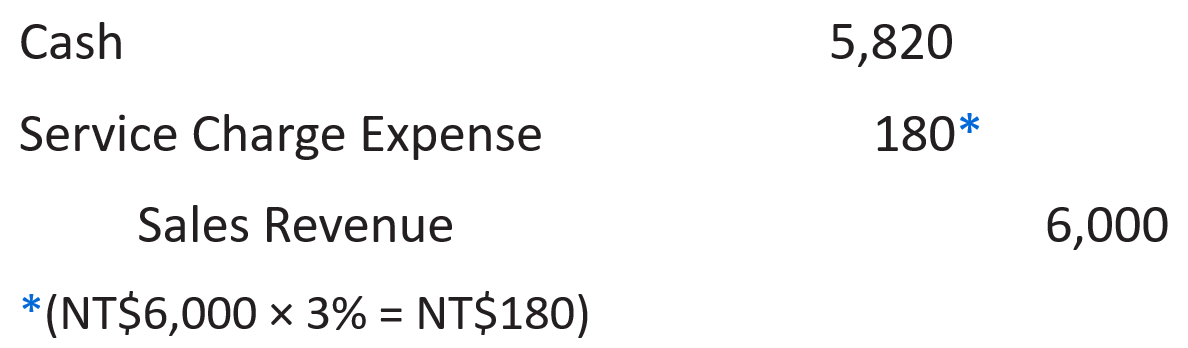 Cash 5,820
Service Charge Expense 180*
Sales Revenue 6,000
*(NT$6,000 × 3% = NT$180)